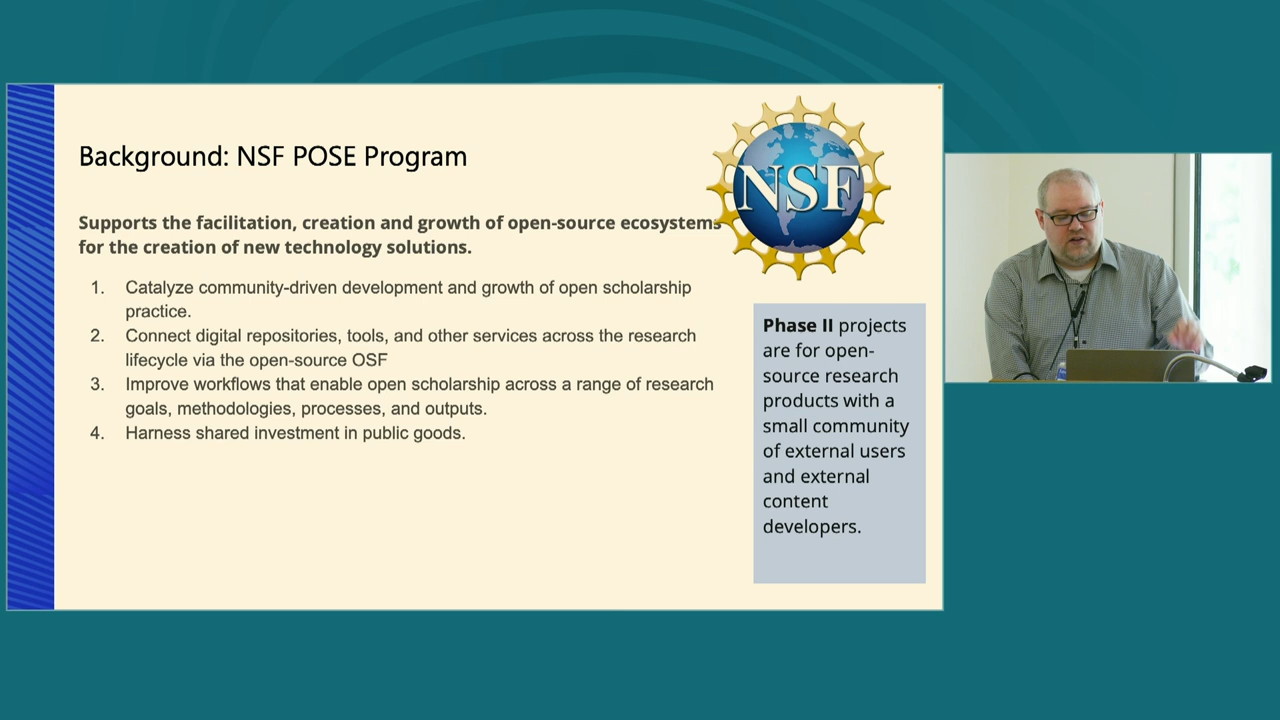 Background: NSF POSE Program
Supports the facilitation, creation and growth of open-source ecosystems
for the creation of new technology solutions.
1. Catalyze community-driven development and growth of open scholarship
practice.
2. Connect digital repositories, tools, and other services across the research
lifecycle via the open-source OSF
3. Improve workflows that enable open scholarship across a range of research
goals, methodologies, processes, and outputs.
4. Harness shared investment in public goods.
NSF
Phase II projects
are for open-
source research
products with a
small community
of external users
and external
content
developers.